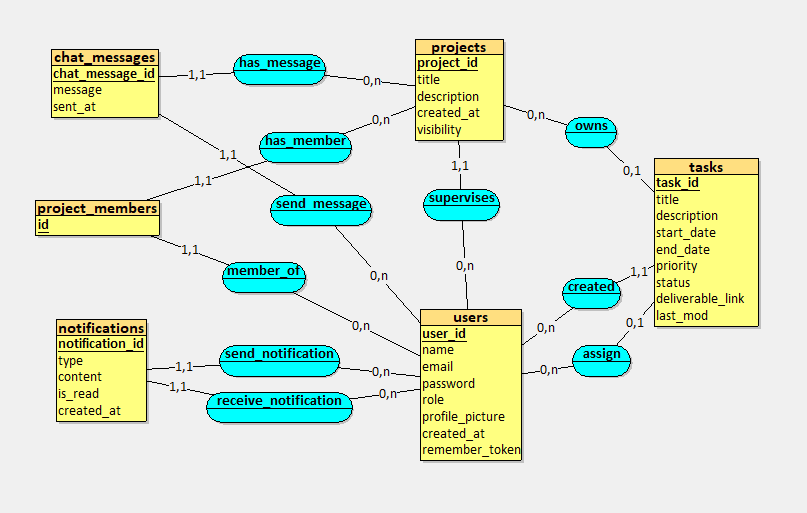 chat_messages
chat_message_id
message
sent_at
1,1
has_message
0,n
projects
project_id
title
description
created_at
visibility
0,n
owns
0,1
0,n
has_member
1,1
1,1
send_message
0,n
1,1
supervises
0,n
tasks
task_id
title
description
start_date
end_date
priority
status
deliverable_link
last_mod
project_members
id
1,1
member_of
0,n
1,1
created
0,n
0,1
assign
0,n
notifications
notification_id
type
content
is_read
created_at
1,1
send_notification
0,n
1,1
receive_notification
0,n
users
user_id
name
email
password
role
profile_picture
created_at
remember_token